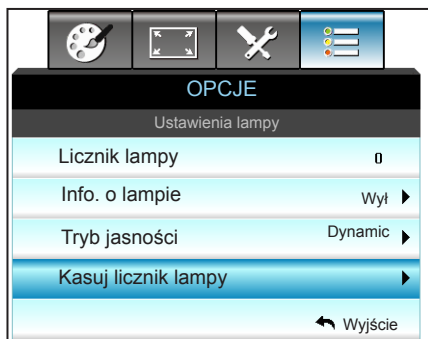 OPCJE
Ustawienia lampy
Licznik lampy 0
Info. o lampie Wył
Tryb jasności Dynamic
Kasuj licznik lampy
Wyjście